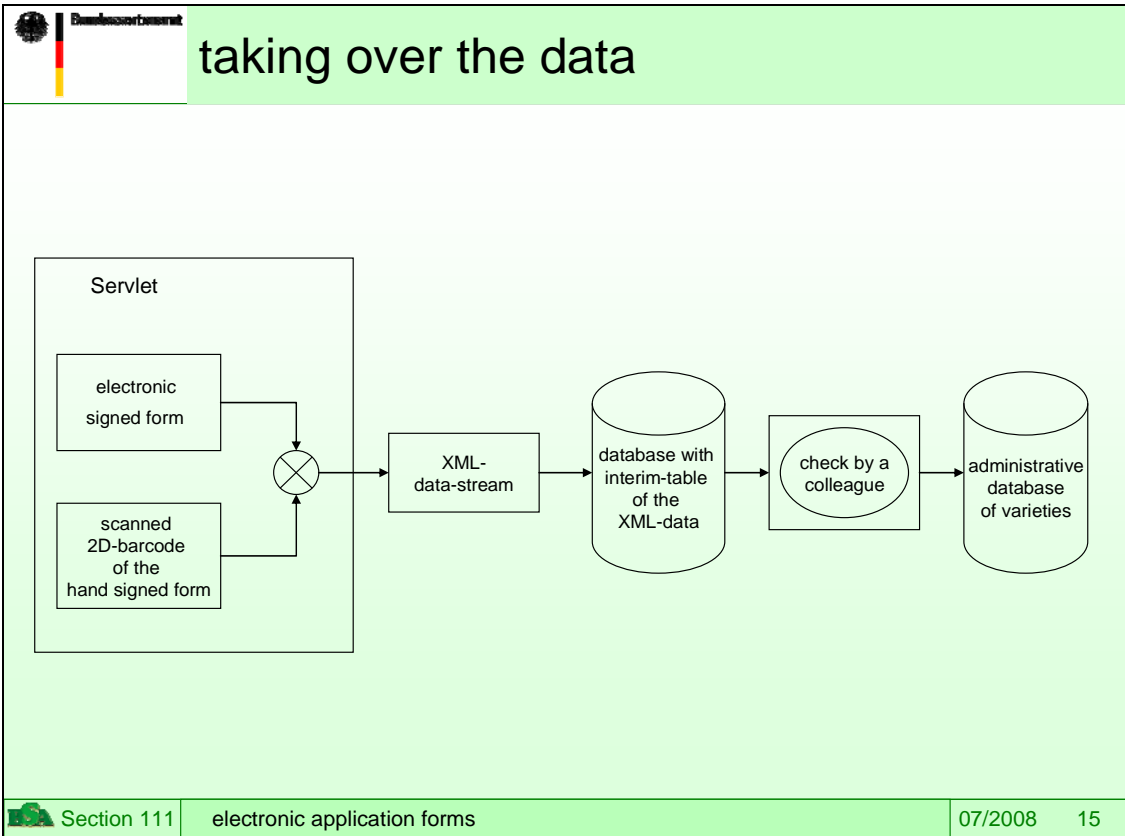 Bundessortenamt
taking over the data
Servlet
electronic
signed form
scanned
2D-barcode
of the
hand signed form
XML-
data-stream
database with
interim-table
of the
XML-data
check by a
colleague
administrative
database
of varieties
BSA Section 111
electronic application forms
07/2008 15